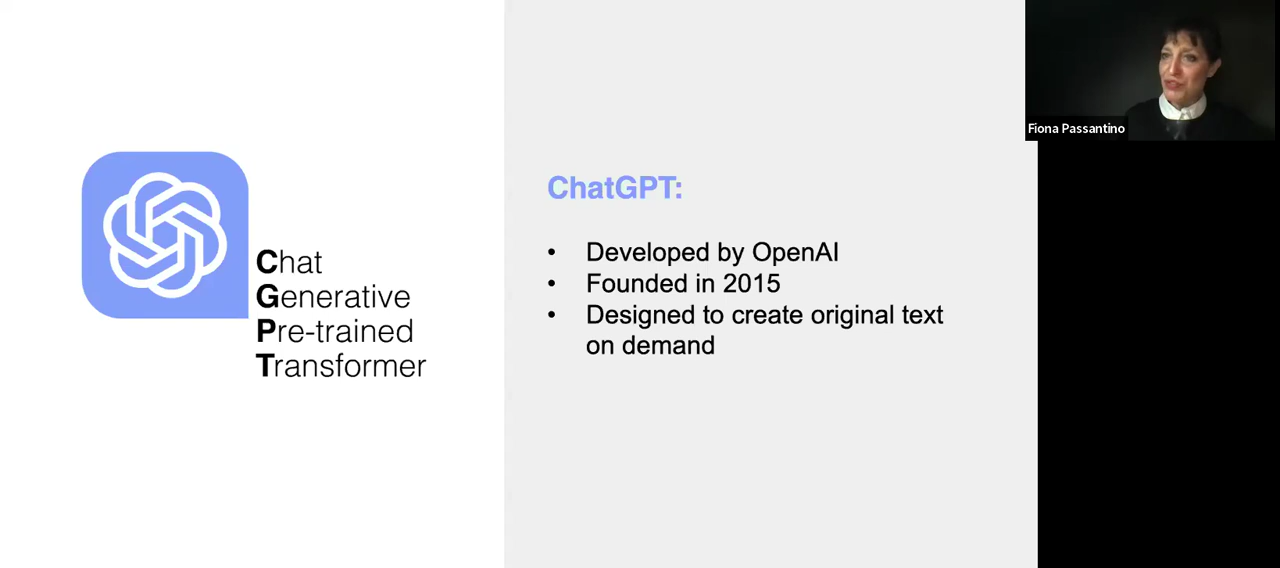 Chat
Generative
Pre-trained
Transformer
ChatGPT:
• Developed by OpenAI
• Founded in 2015
• Designed to create original text
on demand
Fiona Passantino